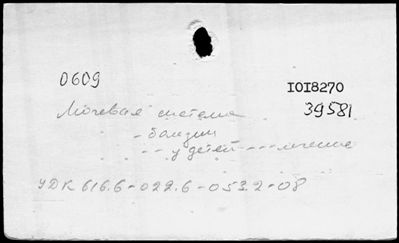 0609
IOI8270
39581
Мочевая система
- болезни
- - у детей - - - - лечение
УДК 616.6-022.6-053.2-08